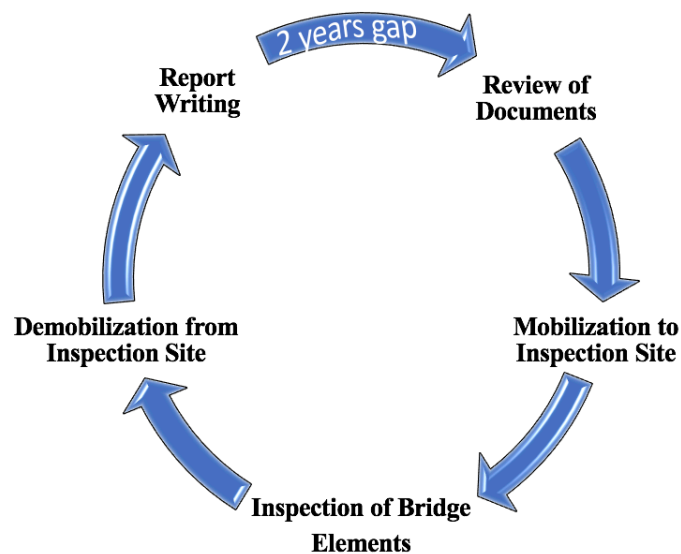 2 years gap
Report
Writing
Review of
Documents
Mobilization to
Inspection Site
Inspection of Bridge
Elements
Demobilization from
Inspection Site